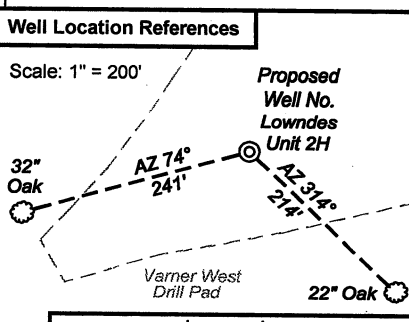 Well Location References
Scale: 1" = 200'
Proposed
Well No.
Lowndes
Unit 2H
32"
Oak
AZ 74°
241'
AZ 314°
214'
Varner West
Drill Pad
22" Oak